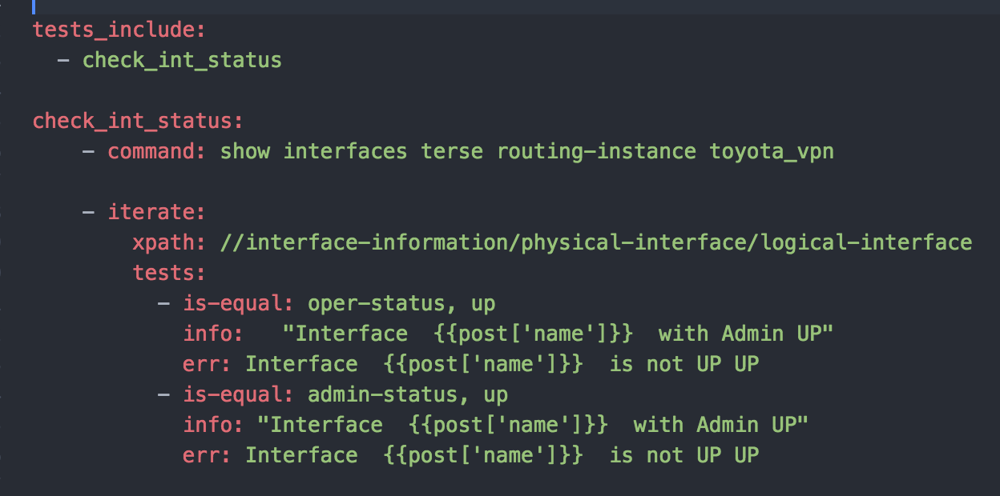 tests_include:
  - check_int_status
check_int_status:
    - command: show interfaces terse routing-instance toyota_vpn
    - iterate:
        xpath: //interface-information/physical-interface/logical-interface
        tests:
          - is-equal: oper-status, up
            info:   "Interface  {{post['name']}}  with Admin UP"
            err: Interface  {{post['name']}}  is not UP UP
          - is-equal: admin-status, up
            info: "Interface  {{post['name']}}  with Admin UP"
            err: Interface  {{post['name']}}  is not UP UP